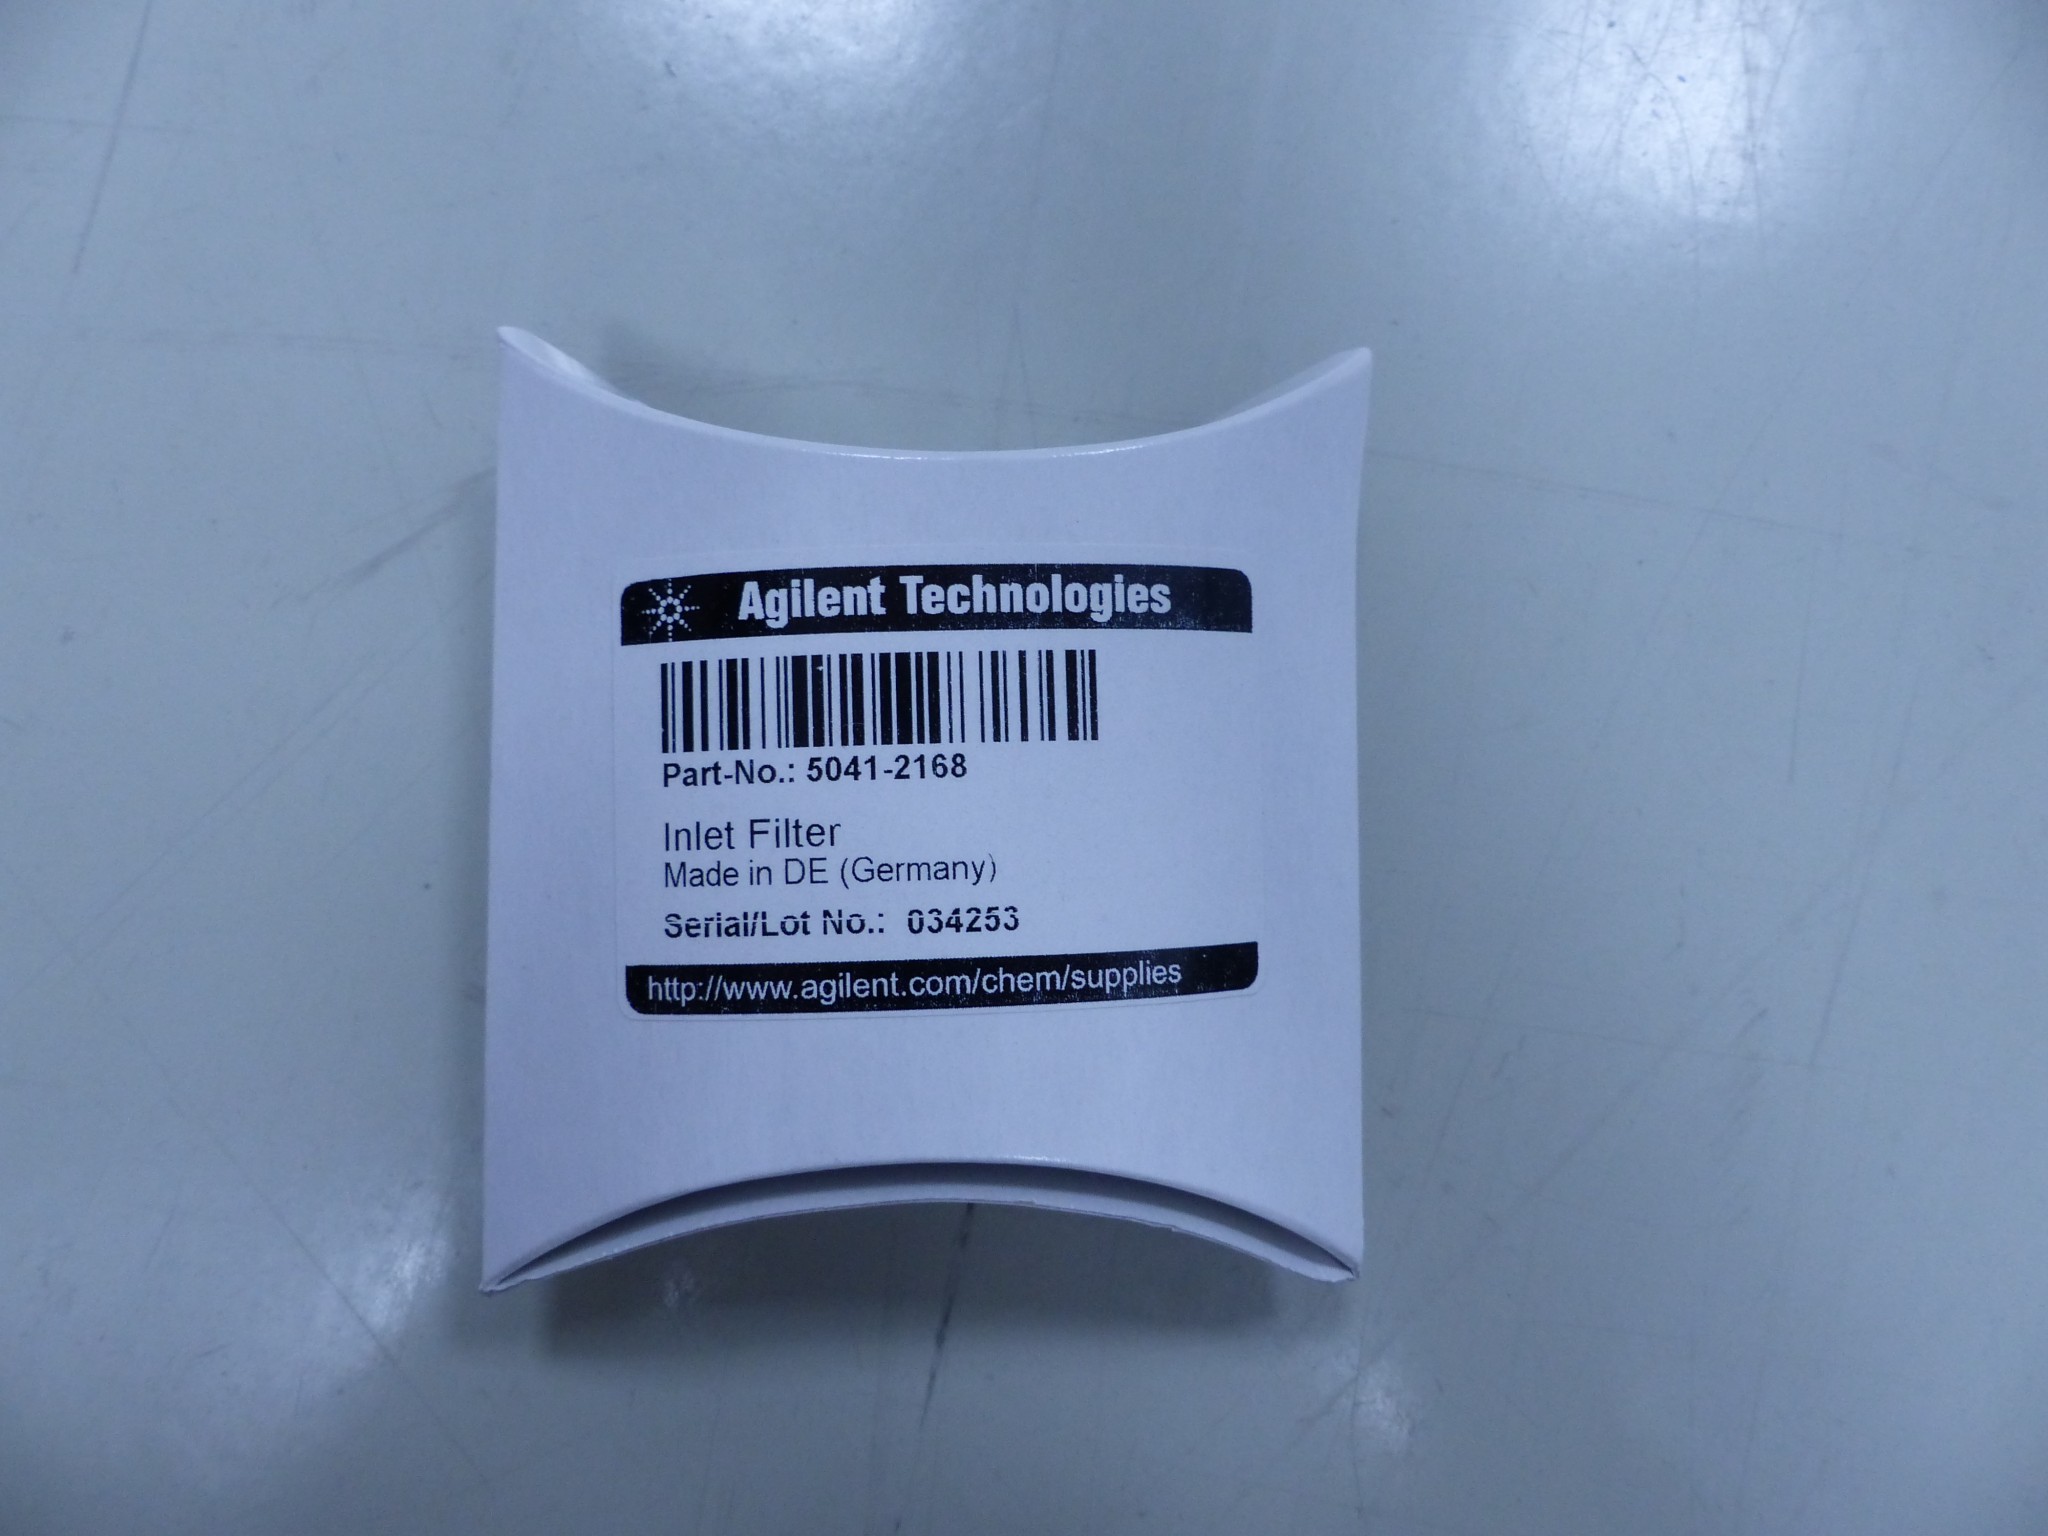 Agilent Technologies
Part-No.: 5041-2168
Inlet Filter
Made in DE (Germany)
Serial/Lot No.: 034253
http://www.agilent.com/chem/supplies